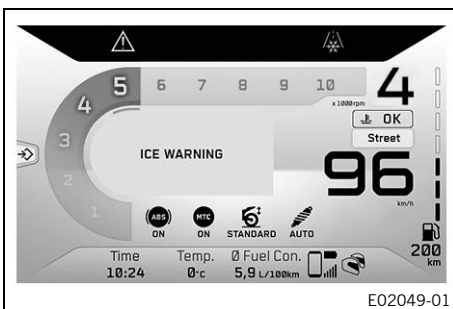 5 6 7 8 9 10 4
4 x 1000rpm
OK
3 Street
ICE WARNING
96
2
km/h
1
ABS MTC
ON ON STANDARD AUTO
Time Temp. Ø Fuel Con. 200
10:24 0°C 5,9 L/100km km
E02049-01